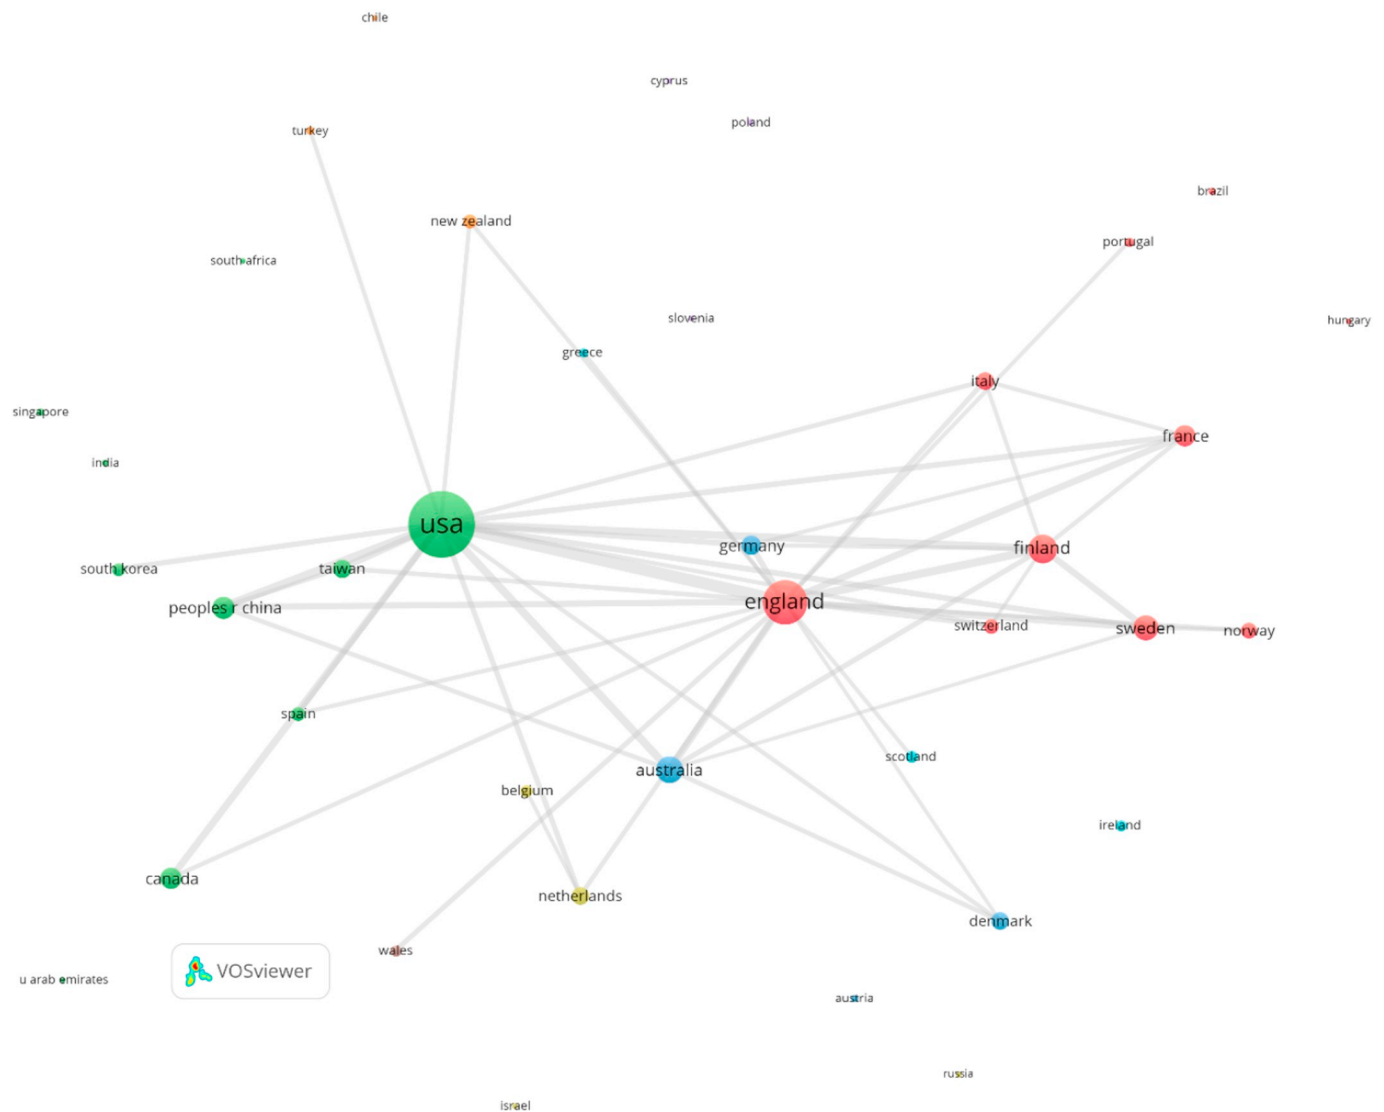 chile
cyprus
poland
turkey
brazil
new zealand
portugal
south africa
slovenia
hungary
greece
italy
singapore
france
india
usa
germany
finland
south korea
taiwan
england
peoples r china
switzerland
sweden
norway
spain
scotland
australia
belgium
ireland
canada
netherlands
denmark
wales
VOSviewer
u arab emirates
austria
russia
israel